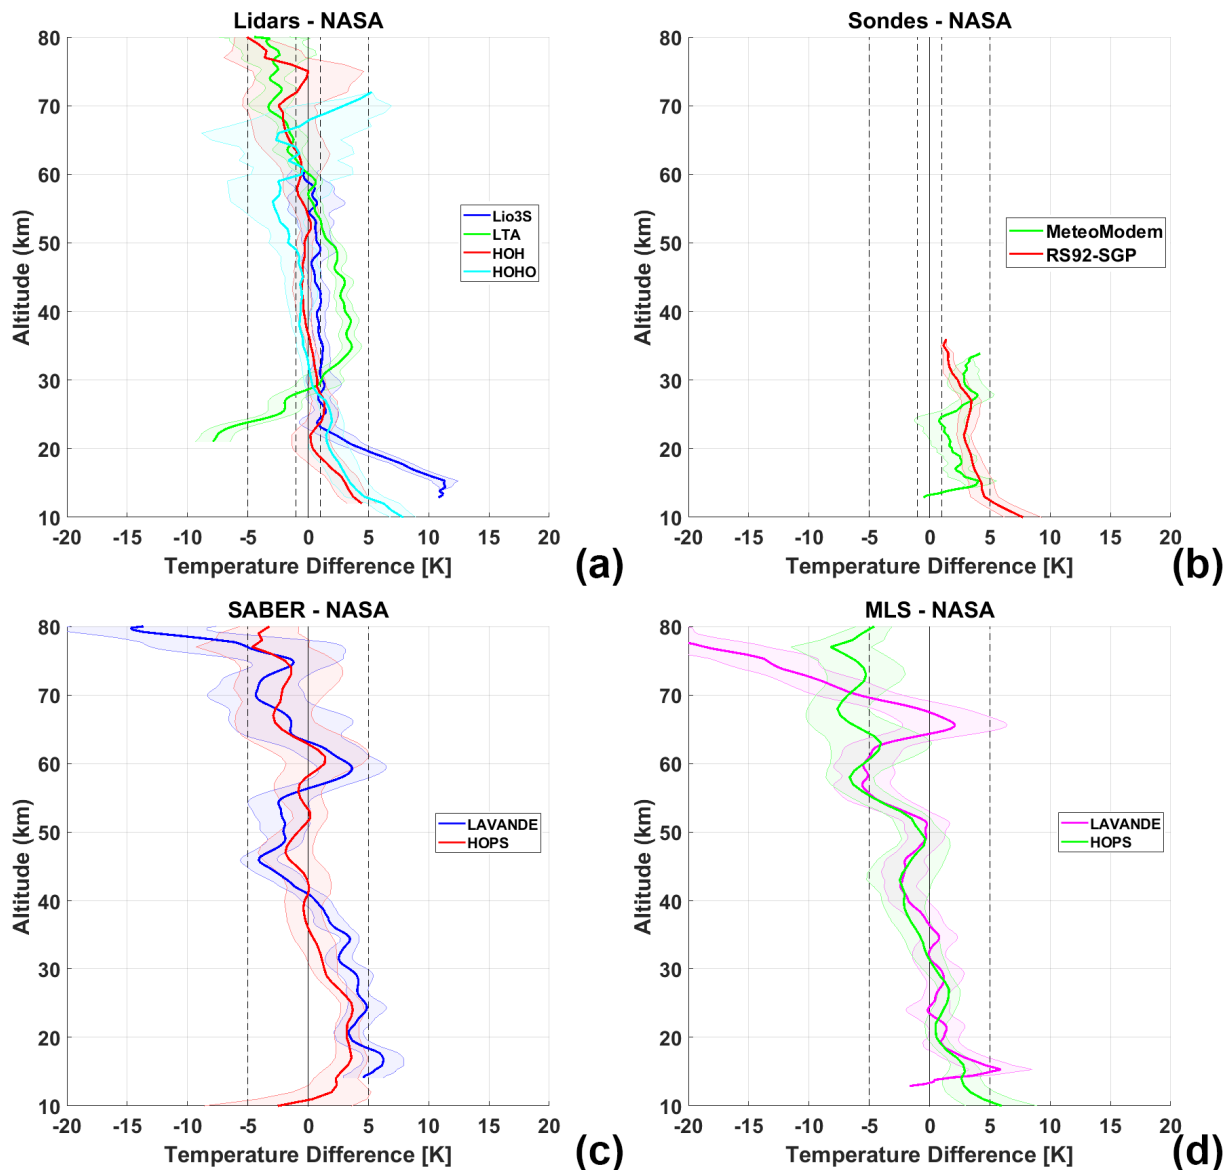 Lidars - NASA
80
70
60
50
40
30
20
10
Altitude (km)
Lio3S
LTA
HOH
HOHO
-20 -15 -10 -5 0 5 10 15 20
Temperature Difference [K]
(a)
Sondes - NASA
80
70
60
50
40
30
20
10
Altitude (km)
MeteoModem
RS92-SGP
-20 -15 -10 -5 0 5 10 15 20
Temperature Difference [K]
(b)
SABER - NASA
80
70
60
50
40
30
20
10
Altitude (km)
LAVANDE
HOPS
-20 -15 -10 -5 0 5 10 15 20
Temperature Difference [K]
(c)
MLS - NASA
80
70
60
50
40
30
20
10
Altitude (km)
LAVANDE
HOPS
-20 -15 -10 -5 0 5 10 15 20
Temperature Difference [K]
(d)